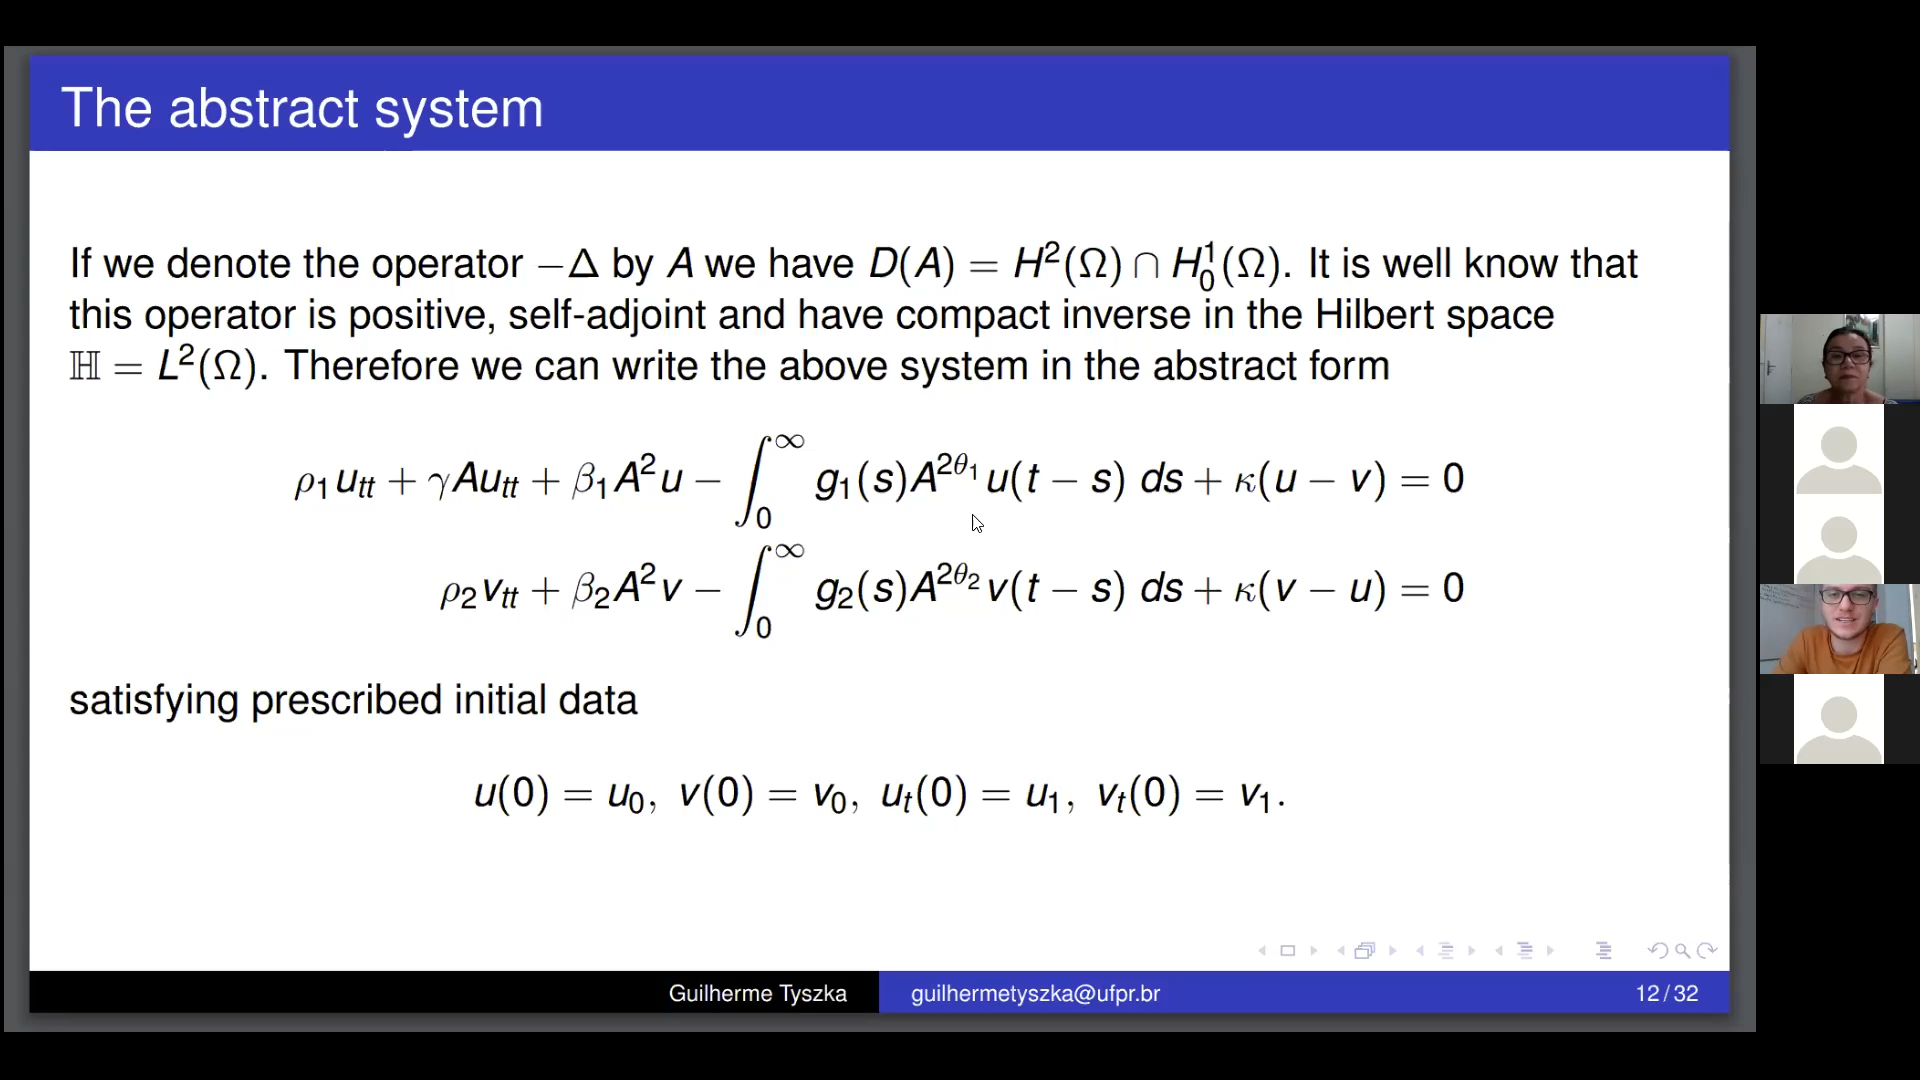 The abstract system
If we denote the operator −Δ by A we have D(A) = H²(Ω) ∩ H₀¹(Ω). It is well know that
this operator is positive, self-adjoint and have compact inverse in the Hilbert space
ℍ = L²(Ω). Therefore we can write the above system in the abstract form
ρ₁u_tt + γAu_tt + β₁A²u − ∫₀^∞ g₁(s)A^{2θ₁}u(t − s) ds + κ(u − v) = 0
ρ₂v_tt + β₂A²v − ∫₀^∞ g₂(s)A^{2θ₂}v(t − s) ds + κ(v − u) = 0
satisfying prescribed initial data
u(0) = u₀, v(0) = v₀, u_t(0) = u₁, v_t(0) = v₁.
Guilherme Tyszka guilhermetyszka@ufpr.br 12 / 32